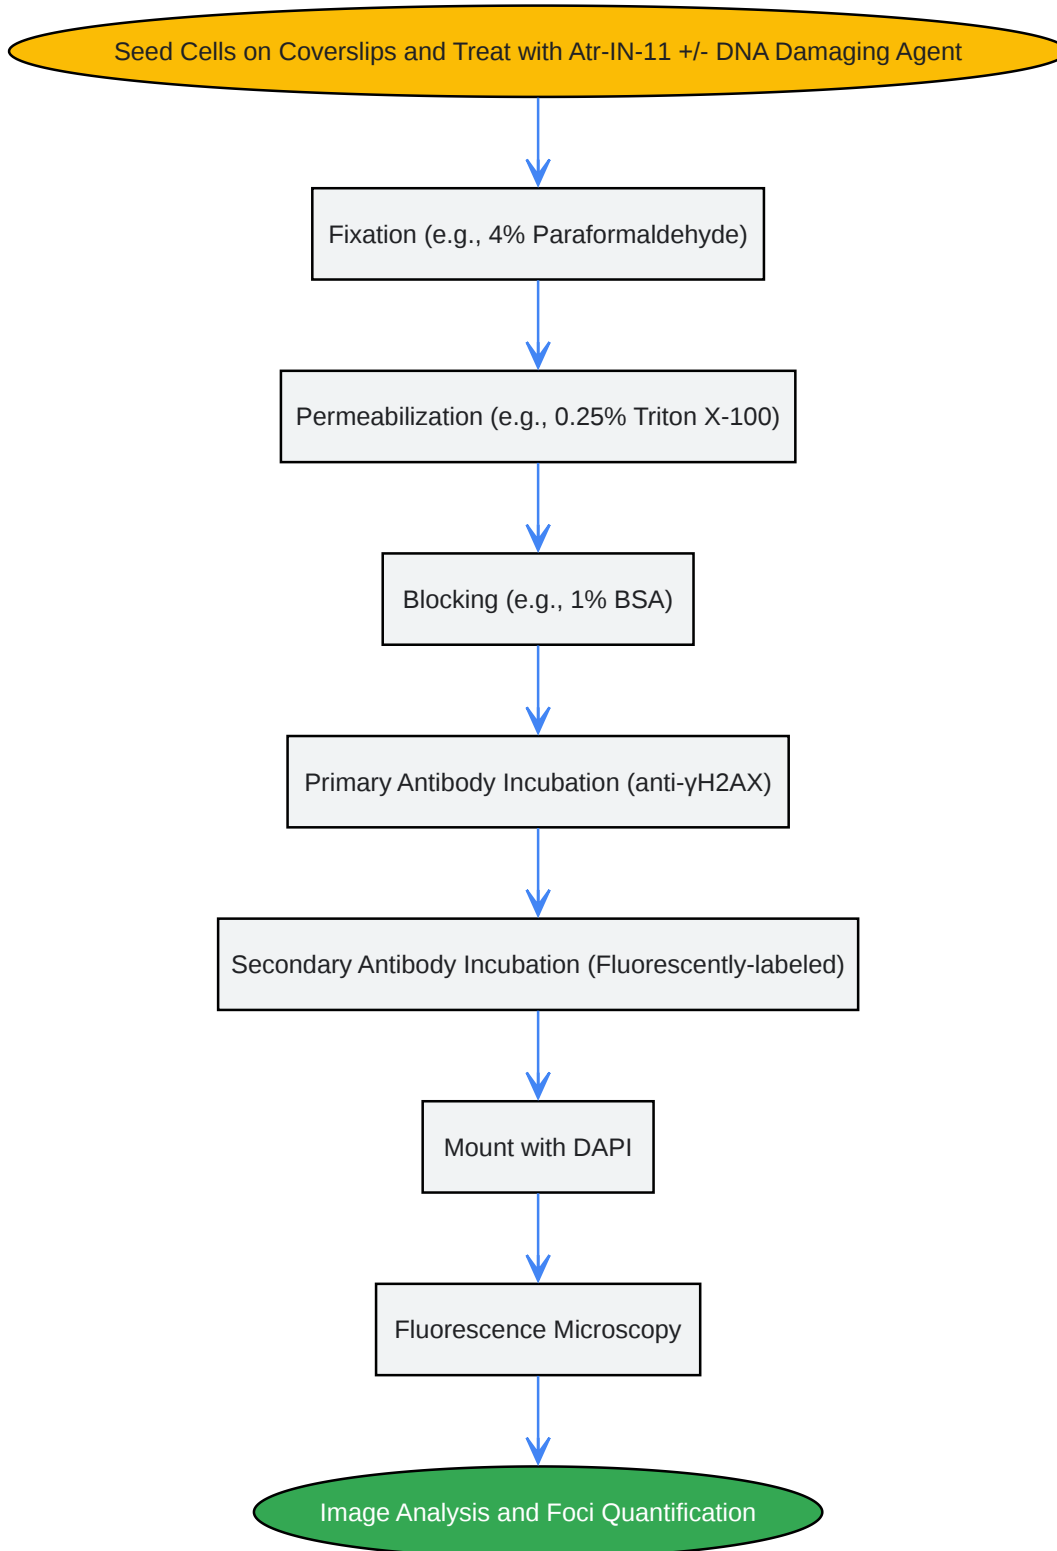 Seed Cells on Coverslips and Treat with Atr-IN-11 +/- DNA Damaging Agent
Fixation (e.g., 4% Paraformaldehyde)
Permeabilization (e.g., 0.25% Triton X-100)
Blocking (e.g., 1% BSA)
Primary Antibody Incubation (anti-γH2AX)
Secondary Antibody Incubation (Fluorescently-labeled)
Mount with DAPI
Fluorescence Microscopy
Image Analysis and Foci Quantification